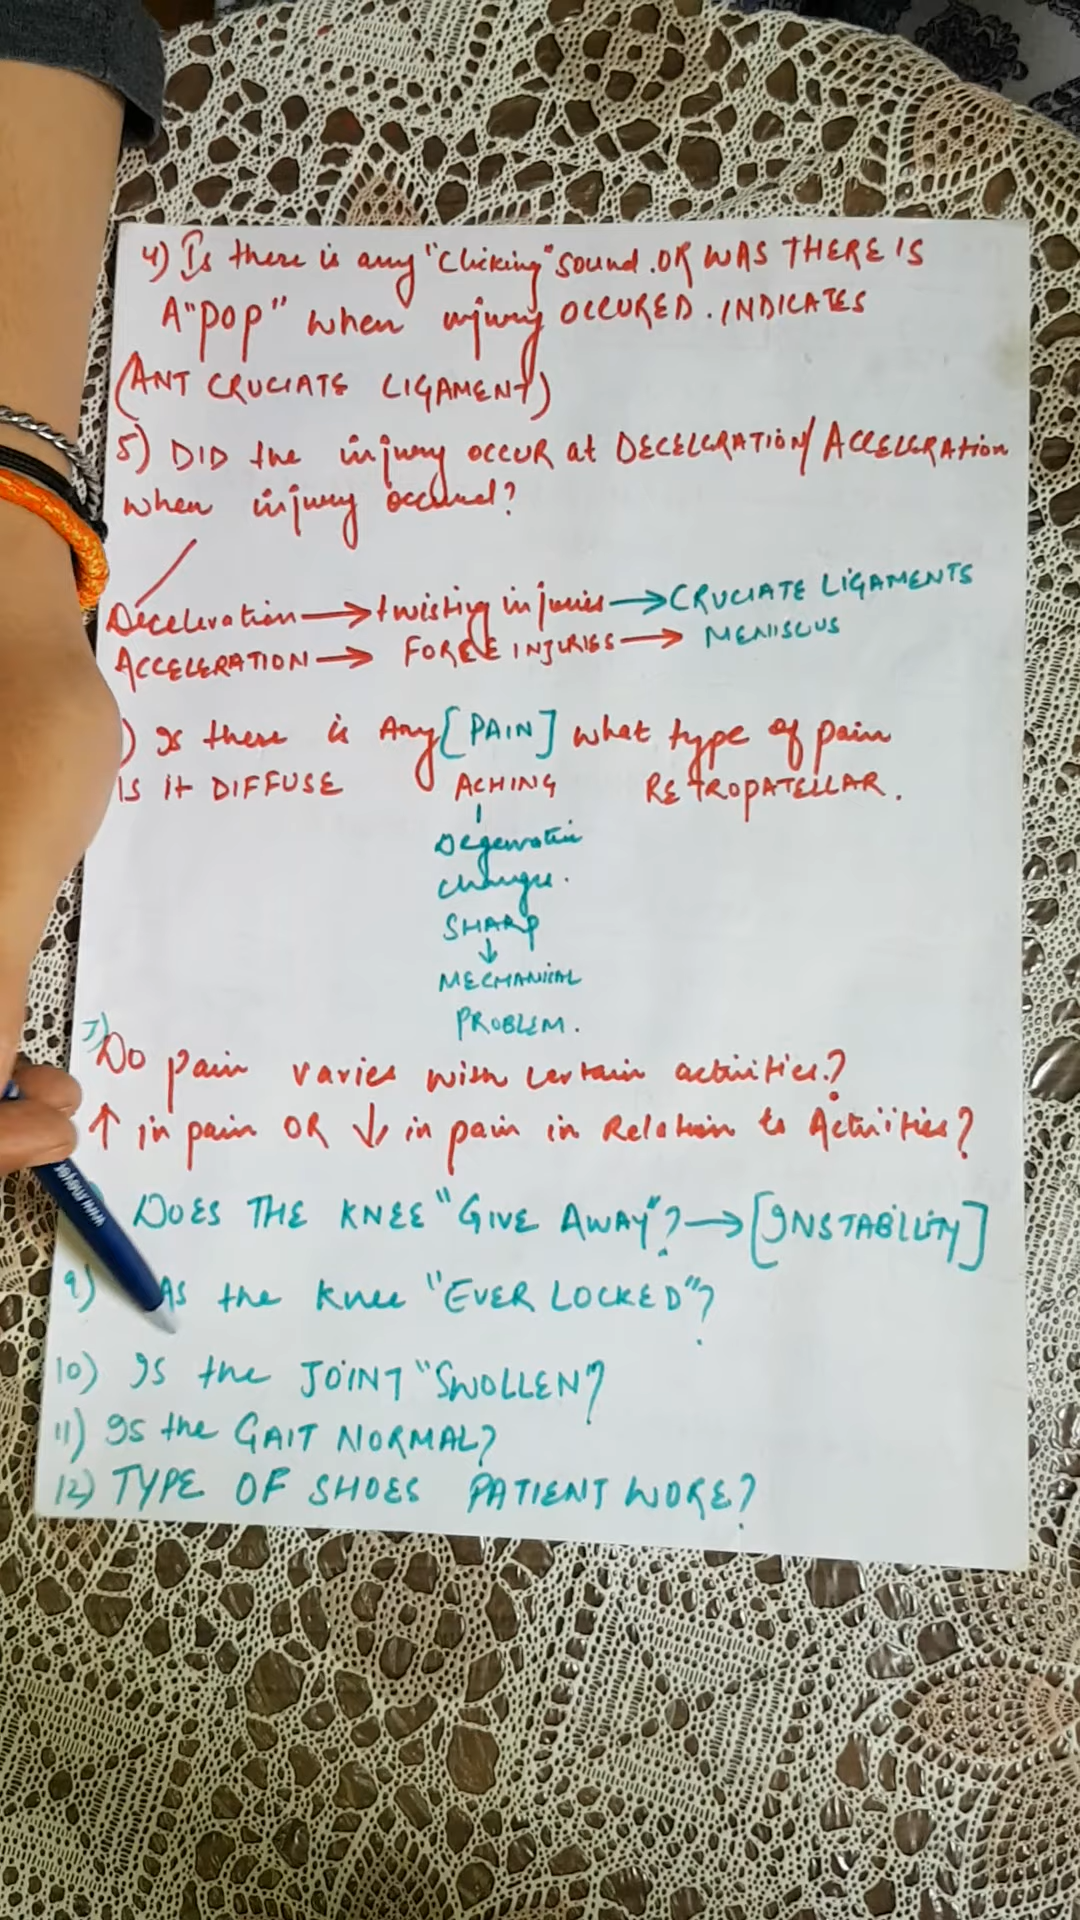 4) Is there is any "Clicking" sound. OR WAS THERE IS
A "POP" when injury OCCURED. INDICATES
(ANT CRUCIATE LIGAMENT)
5) DID the injury OCCUR at DECELERATION/ACCELERATION
when injury occured?
Deceleration → twisting injuries → CRUCIATE LIGAMENTS
ACCELERATION → FORCE INJURIES → MENISCUS
) Is there is Any [PAIN] what type of pain
IS it DIFFUSE ACHING RETROPATELLAR.
Degenerative
changes.
SHARP
↓
MECHANICAL
PROBLEM.
7) Do pain varies with certain activities?
↑ in pain OR ↓ in pain in Relation to Activities?
DOES THE KNEE "GIVE AWAY"? → [INSTABILITY]
9) AS the knee "EVER LOCKED"?
10) IS the JOINT "SWOLLEN"?
11) IS the GAIT NORMAL?
12) TYPE OF SHOES PATIENT WORE?